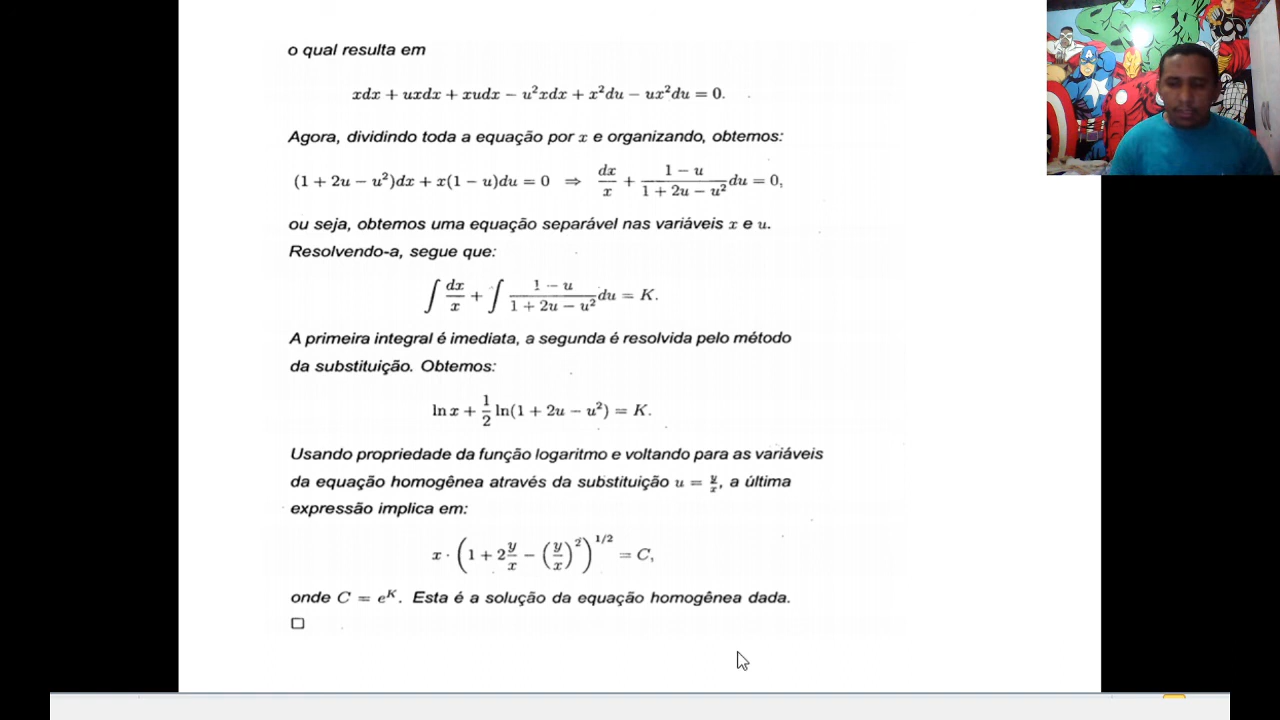 o qual resulta em
xdx + uxdx + xudx − u²xdx + x²du − ux²du = 0.
Agora, dividindo toda a equação por x e organizando, obtemos:
(1 + 2u − u²)dx + x(1 − u)du = 0 ⇒ dx/x + (1 − u)/(1 + 2u − u²) du = 0,
ou seja, obtemos uma equação separável nas variáveis x e u.
Resolvendo-a, segue que:
∫ dx/x + ∫ (1 − u)/(1 + 2u − u²) du = K.
A primeira integral é imediata, a segunda é resolvida pelo método
da substituição. Obtemos:
ln x + 1/2 ln(1 + 2u − u²) = K.
Usando propriedade da função logaritmo e voltando para as variáveis
da equação homogênea através da substituição u = y/x, a última
expressão implica em:
x · (1 + 2 y/x − (y/x)²)^1/2 = C,
onde C = e^K. Esta é a solução da equação homogênea dada.
□